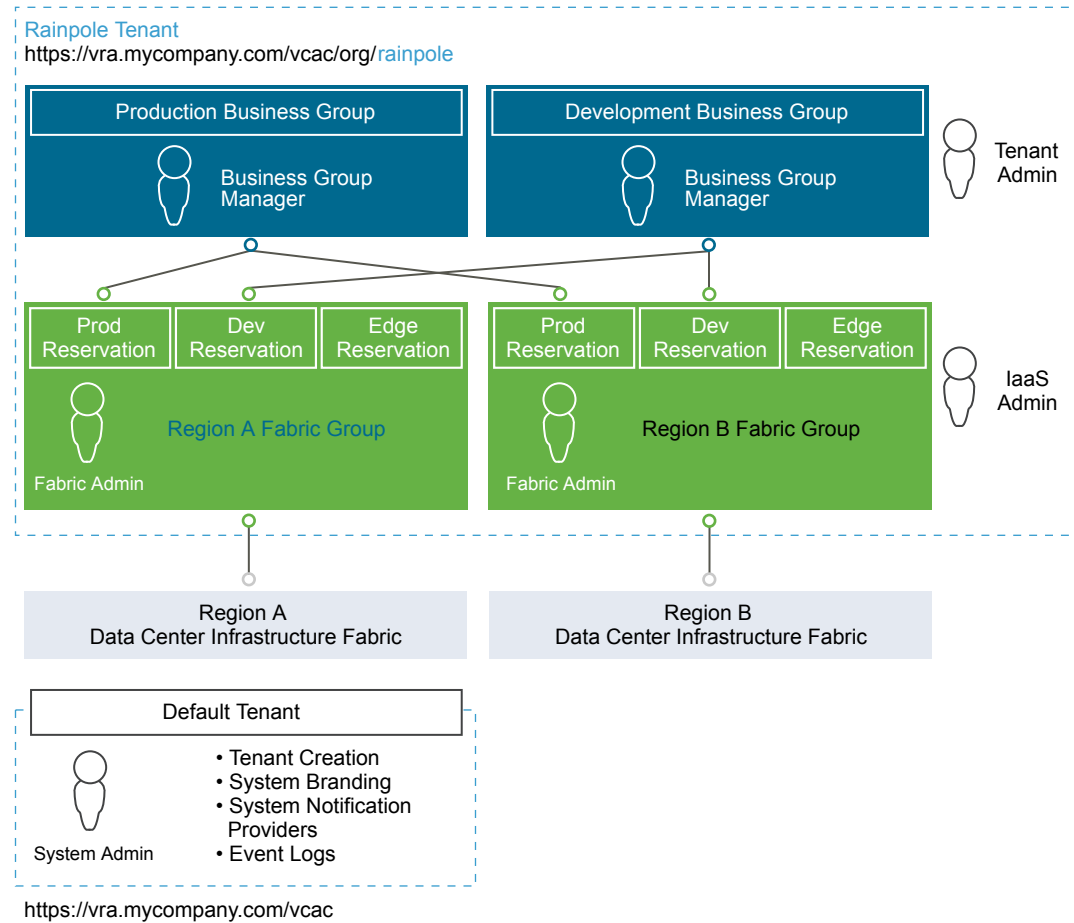 Rainpole Tenant
https://vra.mycompany.com/vcac/org/rainpole
Production Business Group
Business Group
Manager
Development Business Group
Business Group
Manager
Tenant
Admin
Prod
Reservation
Dev
Reservation
Edge
Reservation
Region A Fabric Group
Fabric Admin
Prod
Reservation
Dev
Reservation
Edge
Reservation
Region B Fabric Group
Fabric Admin
IaaS
Admin
Region A
Data Center Infrastructure Fabric
Region B
Data Center Infrastructure Fabric
Default Tenant
System Admin
• Tenant Creation
• System Branding
• System Notification
Providers
• Event Logs
https://vra.mycompany.com/vcac